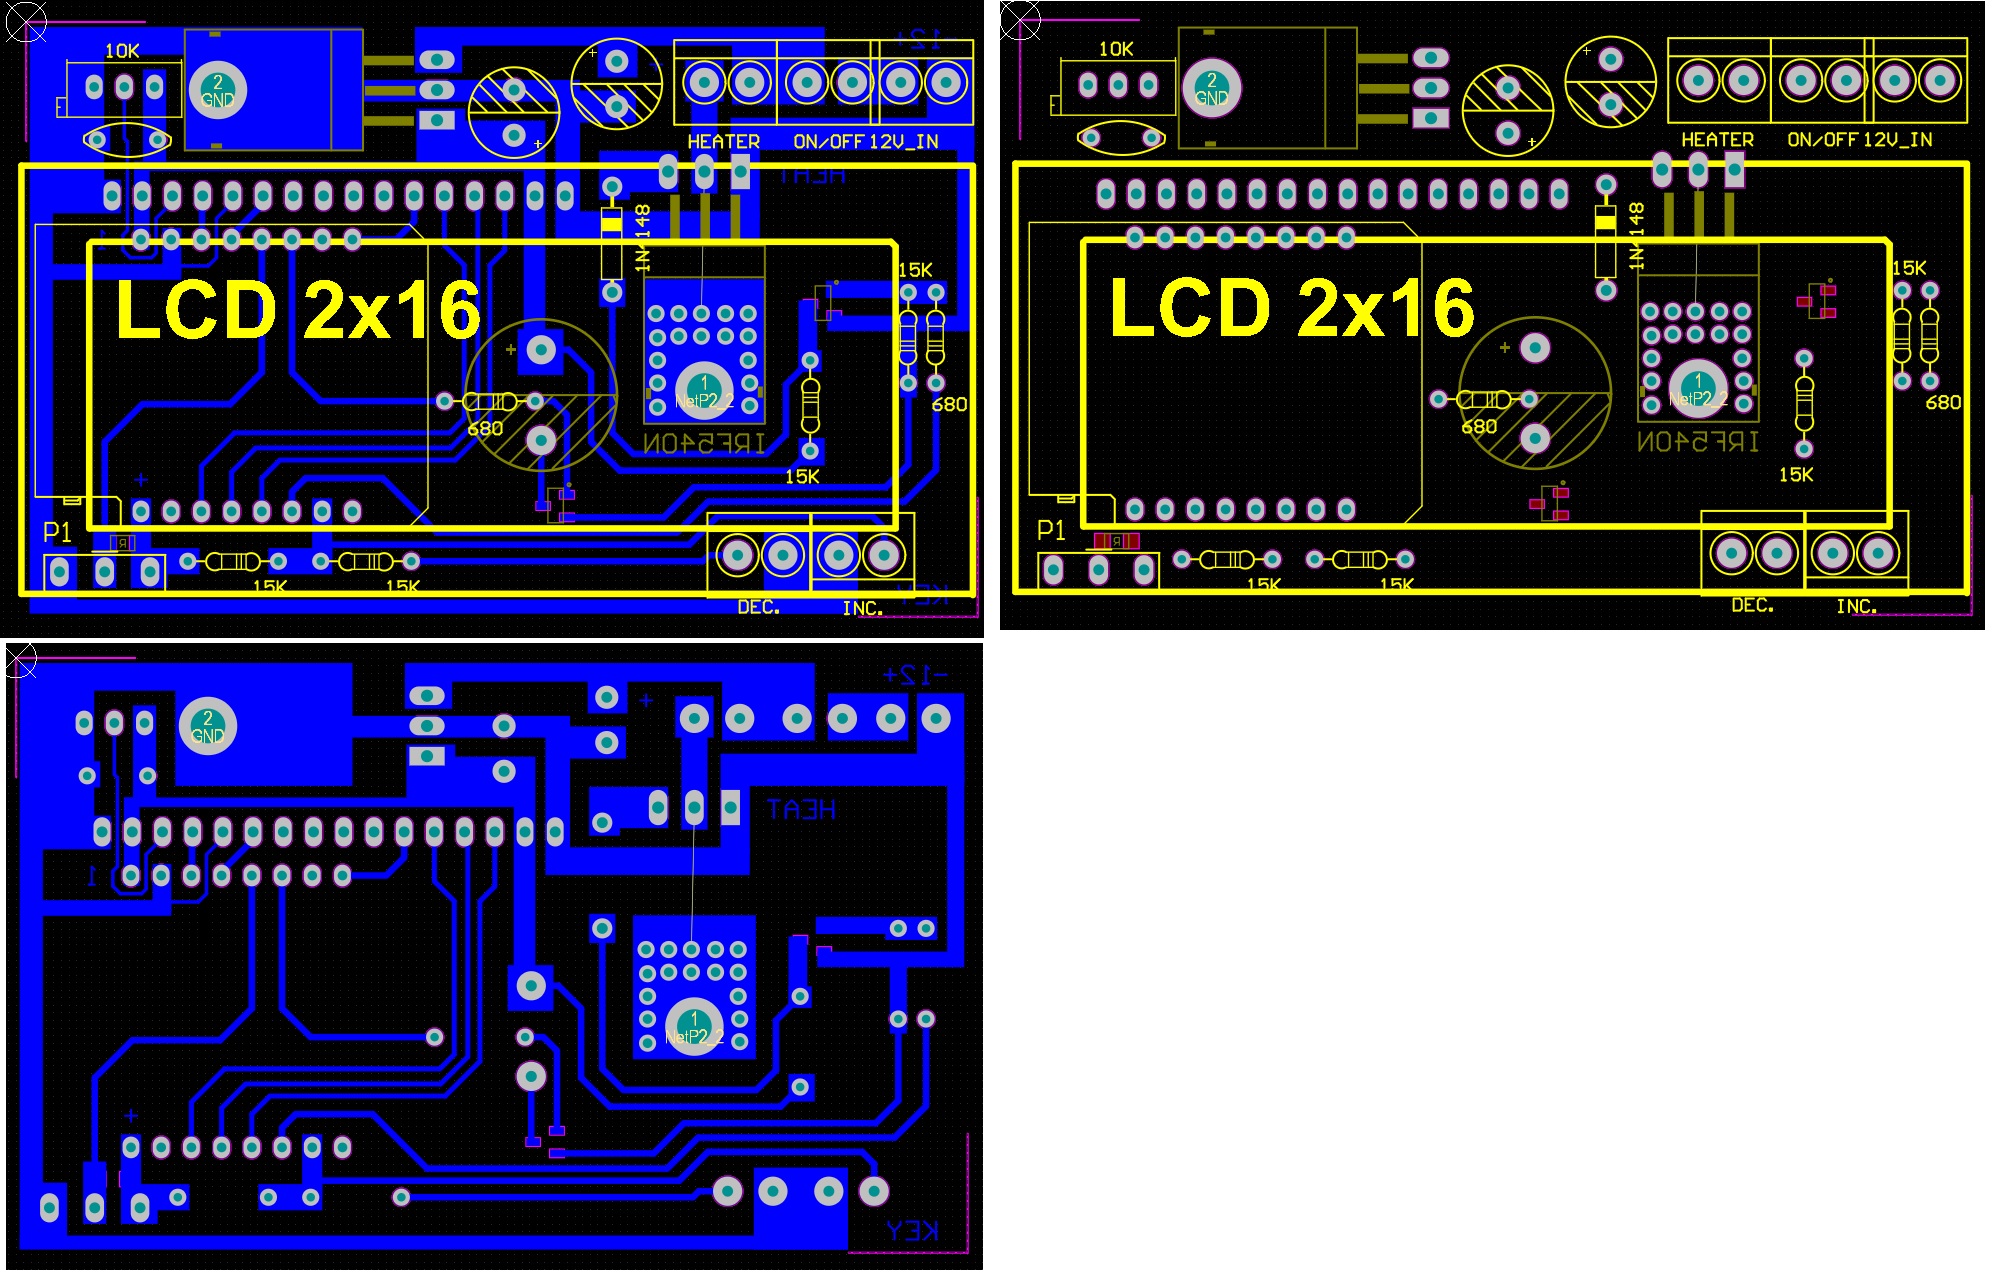 10K
-12+
2
GND
+
+
HEATER ON/OFF 12V_IN
HEAT
1N4148
1
LCD 2x16
15K
+
1
NetP2_2
680
680
IRF540N
15K
+
P1
R
15K
15K
DEC.
INC.
KEY
10K
2
GND
+
+
HEATER ON/OFF 12V_IN
1N4148
LCD 2x16
15K
+
1
NetP2_2
680
680
IRF540N
15K
P1
R
15K
15K
DEC.
INC.
-12+
+
2
GND
HEAT
1
1
NetP2_2
+
KEY